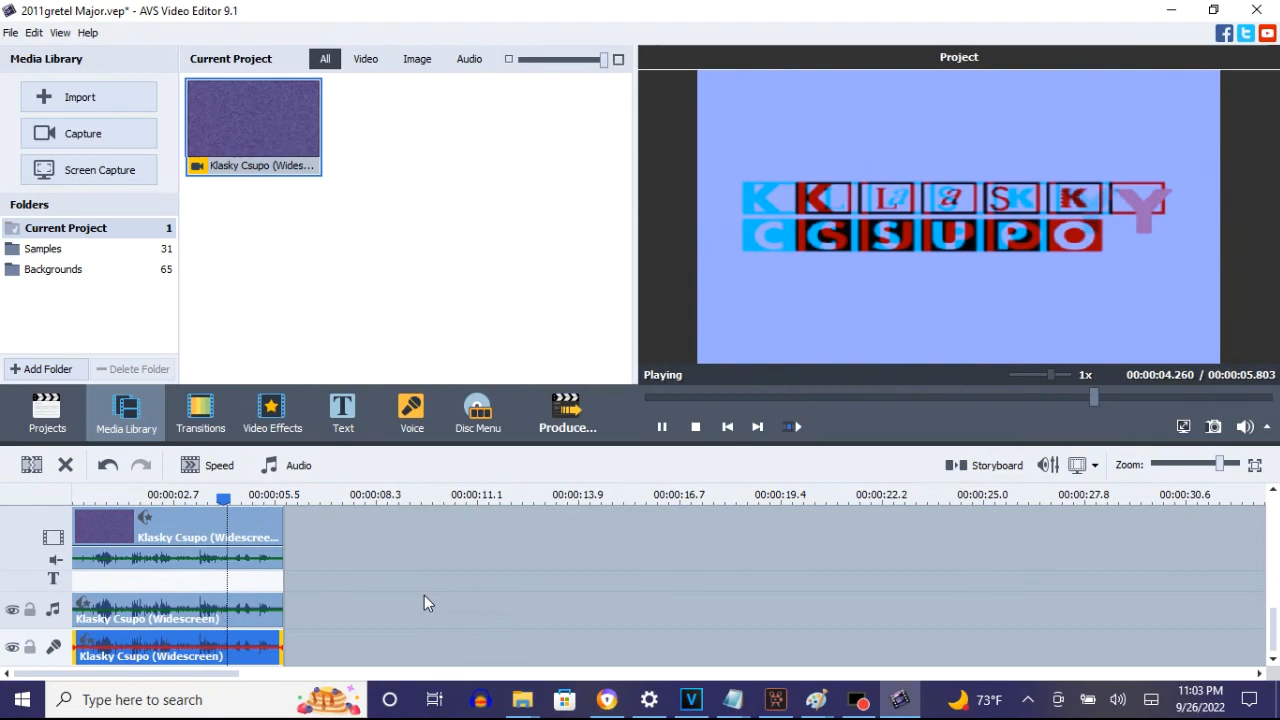 2011gretel Major.vep* - AVS Video Editor 9.1
File Edit View Help
Media Library
Current Project
All
Video
Image
Audio
Project
Import
Capture
Screen Capture
Folders
Current Project 1
Samples 31
Backgrounds 65
Add Folder
Delete Folder
Klasky Csupo (Wides...
KLaSKY
CSUPO
Playing
1x
00:00:04.260 / 00:00:05.803
Projects
Media Library
Transitions
Video Effects
Text
Voice
Disc Menu
Produce...
Speed
Audio
Storyboard
Zoom:
00:00:02.7 00:00:05.5 00:00:08.3 00:00:11.1 00:00:13.9 00:00:16.7 00:00:19.4 00:00:22.2 00:00:25.0 00:00:27.8 00:00:30.6
Klasky Csupo (Widescree...
T
Klasky Csupo (Widescreen)
Klasky Csupo (Widescreen)
Type here to search
73°F
11:03 PM
9/26/2022